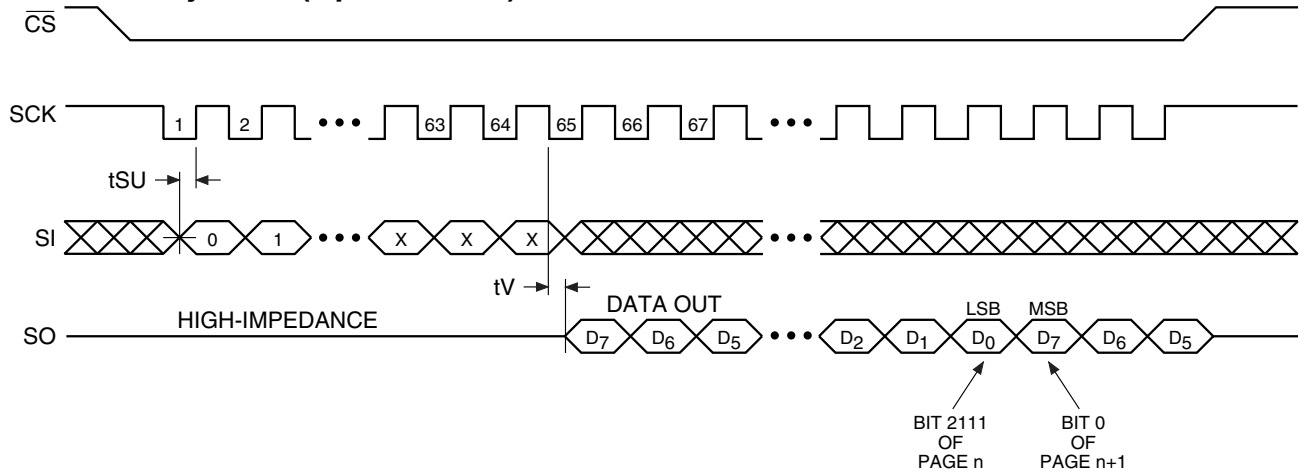 CS
SCK
1 2 ••• 63 64 65 66 67 •••
tSU
SI
0 1 ••• X X X •••
tV
DATA OUT
LSB MSB
HIGH-IMPEDANCE
SO
D7 D6 D5 ••• D2 D1 D0 D7 D6 D5
BIT 2111
OF
PAGE n
BIT 0
OF
PAGE n+1